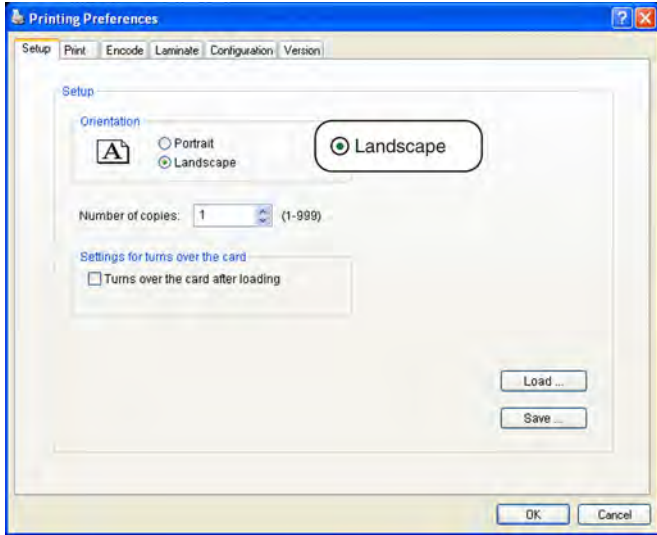 Printing Preferences
Setup Print Encode Laminate Configuration Version
Setup
Orientation
A
Portrait
Landscape
Landscape
Number of copies: 1 (1-999)
Settings for turns over the card
Turns over the card after loading
Load ...
Save ...
OK Cancel